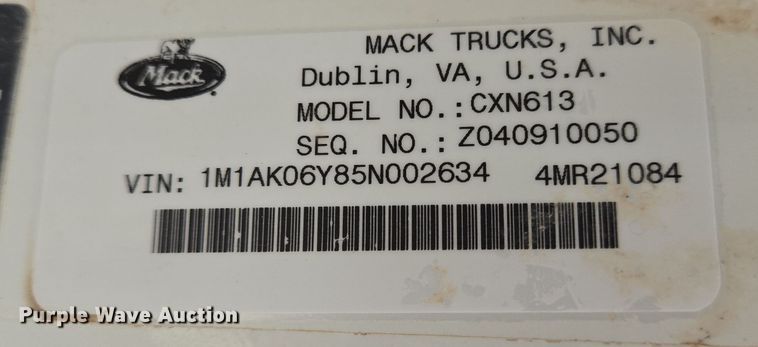 Mack
MACK TRUCKS, INC.
Dublin, VA, U.S.A.
MODEL NO.: CXN613
SEQ. NO.: Z040910050
VIN: 1M1AK06Y85N002634 4MR21084
Purple Wave Auction